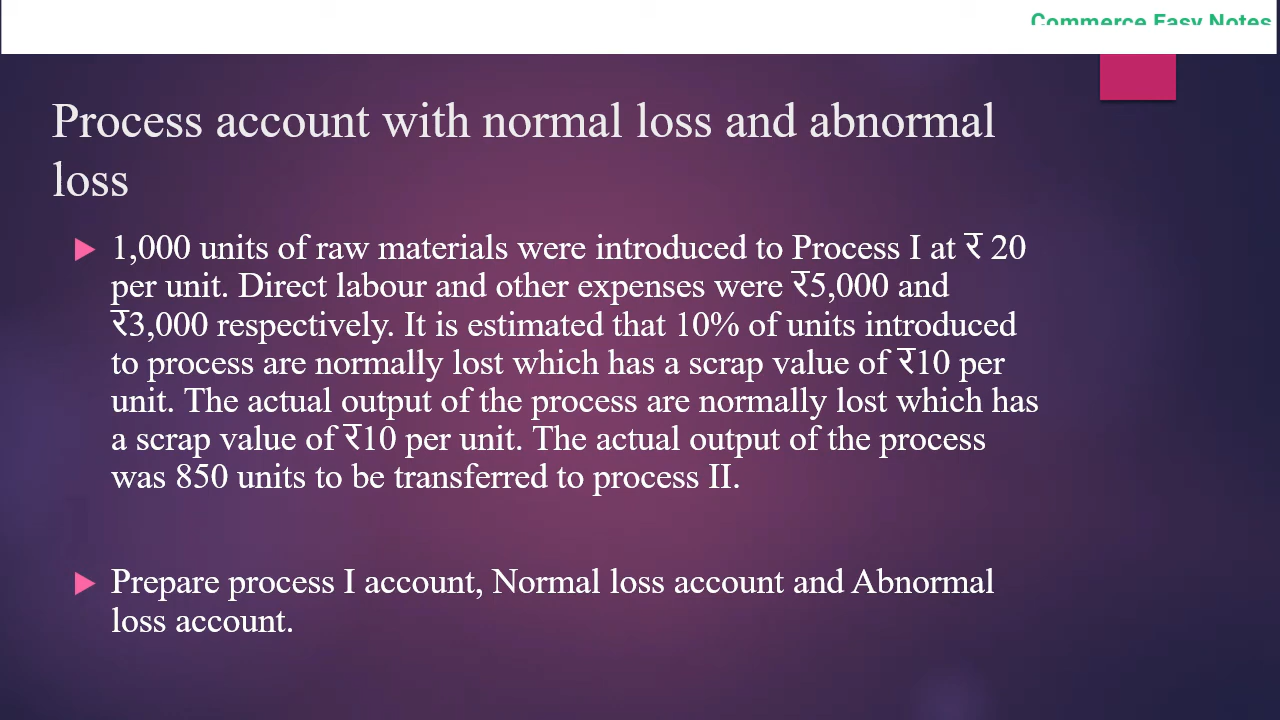 Commerce Easy Notes
Process account with normal loss and abnormal
loss
1,000 units of raw materials were introduced to Process I at ₹ 20
per unit. Direct labour and other expenses were ₹5,000 and
₹3,000 respectively. It is estimated that 10% of units introduced
to process are normally lost which has a scrap value of ₹10 per
unit. The actual output of the process are normally lost which has
a scrap value of ₹10 per unit. The actual output of the process
was 850 units to be transferred to process II.
Prepare process I account, Normal loss account and Abnormal
loss account.